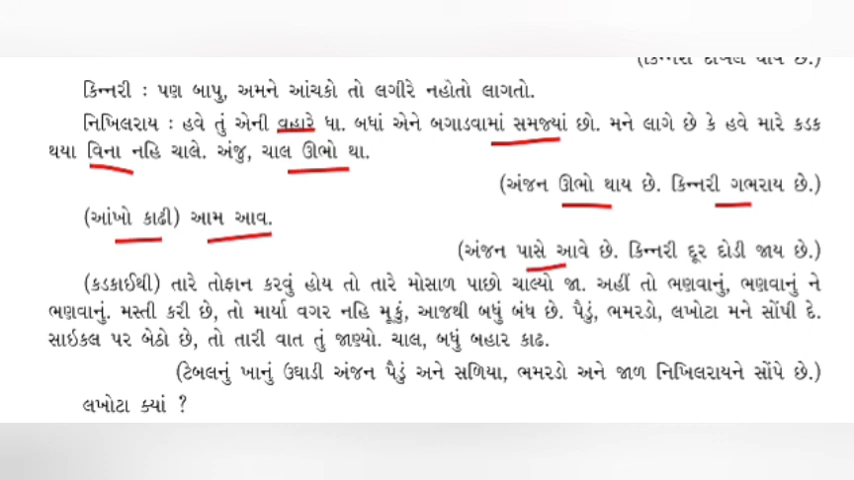 (કિન્નરી દાખલ થાય છે.)
કિન્નરી : પણ બાપુ, અમને આંચકો તો લગીરે નહોતો લાગતો.
નિખિલરાય : હવે તું એની વહારે ધા. બધાં એને બગાડવામાં સમજ્યાં છો. મને લાગે છે કે હવે મારે કડક
થયા વિના નહિ ચાલે. અંજુ, ચાલ ઊભો થા.
(અંજન ઊભો થાય છે. કિન્નરી ગભરાય છે.)
(આંખો કાઢી) આમ આવ.
(અંજન પાસે આવે છે. કિન્નરી દૂર દોડી જાય છે.)
(કડકાઈથી) તારે તોફાન કરવું હોય તો તારે મોસાળ પાછો ચાલ્યો જા. અહીં તો ભણવાનું, ભણવાનું ને
ભણવાનું. મસ્તી કરી છે, તો માર્યા વગર નહિ મૂકું, આજથી બધું બંધ છે. પૈડું, ભમરડો, લખોટા મને સોંપી દે.
સાઇકલ પર બેઠો છે, તો તારી વાત તું જાણ્યો. ચાલ, બધું બહાર કાઢ.
(ટેબલનું ખાનું ઉઘાડી અંજન પૈડું અને સળિયા, ભમરડો અને જાળ નિખિલરાયને સોંપે છે.)
લખોટા ક્યાં ?